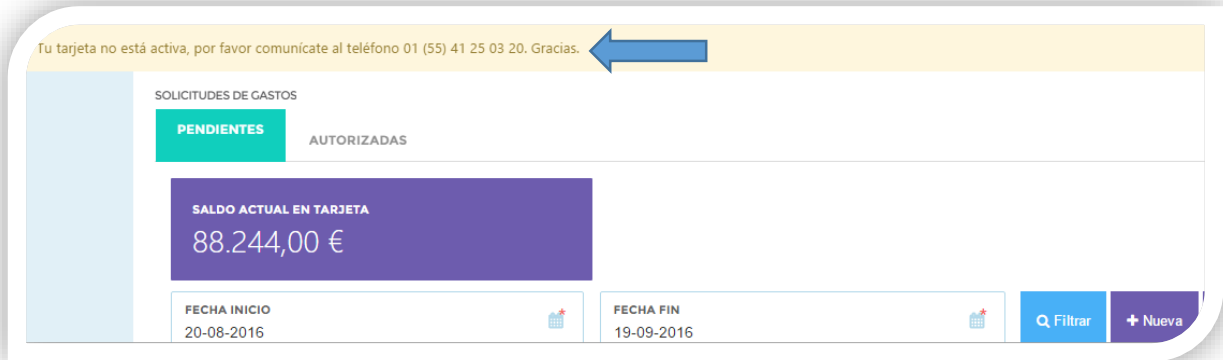 Tu tarjeta no está activa, por favor comunícate al teléfono 01 (55) 41 25 03 20. Gracias.
SOLICITUDES DE GASTOS
PENDIENTES AUTORIZADAS
SALDO ACTUAL EN TARJETA
88.244,00 €
FECHA INICIO FECHA FIN
20-08-2016 19-09-2016 Filtrar + Nueva